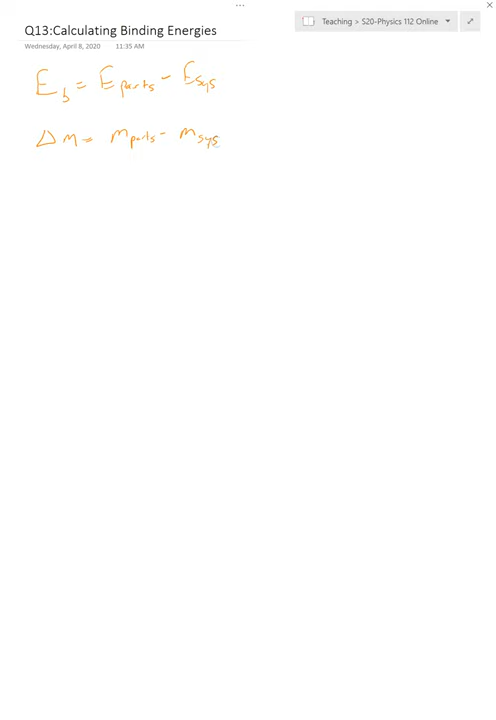 Teaching > S20-Physics 112 Online
Q13:Calculating Binding Energies
Wednesday, April 8, 2020 11:35 AM
E_b = E_parts - E_sys
Δm = m_parts - m_sys